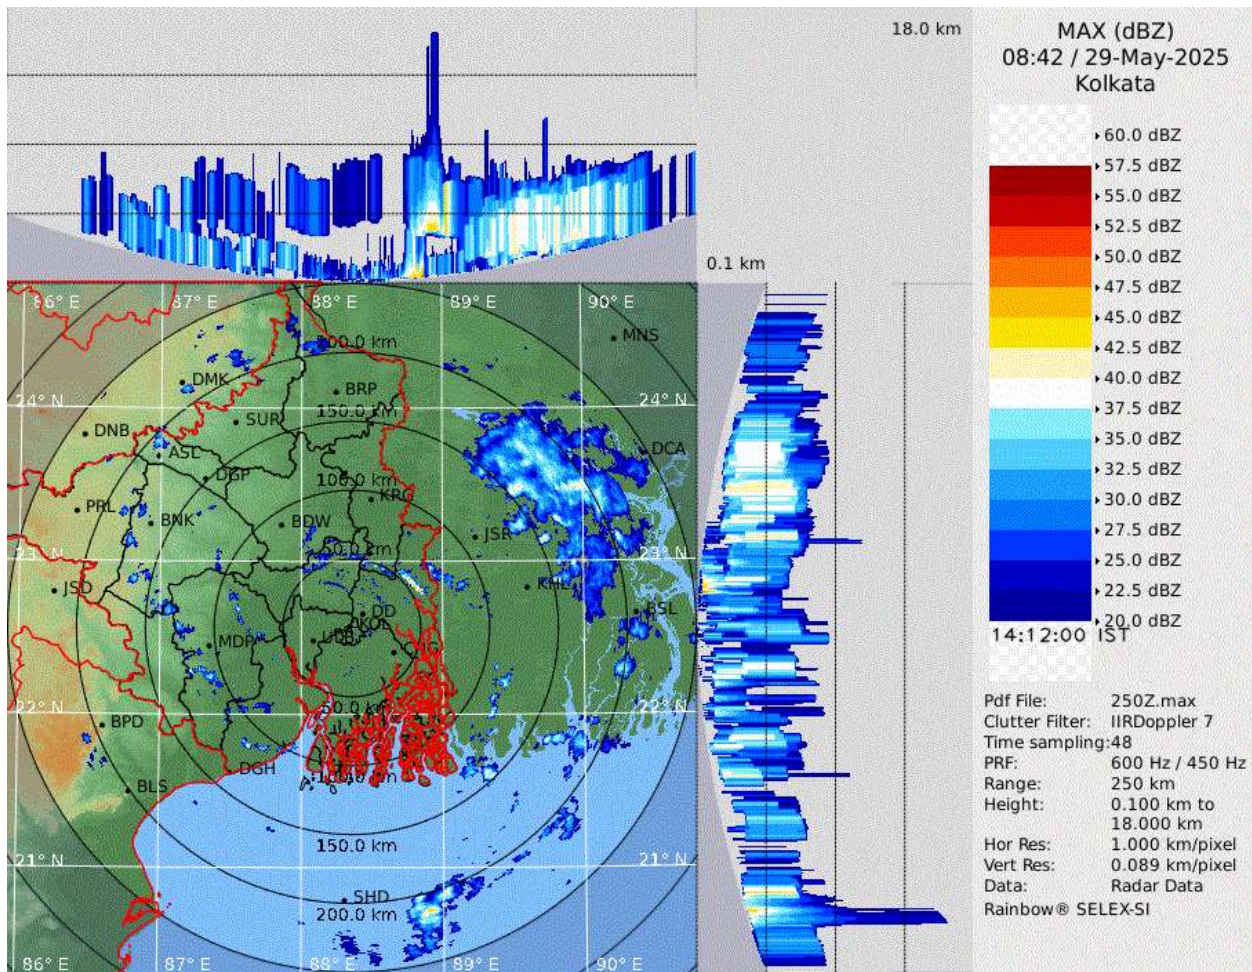 18.0 km
0.1 km
MAX (dBZ)
08:42 / 29-May-2025
Kolkata
60.0 dBZ
57.5 dBZ
55.0 dBZ
52.5 dBZ
50.0 dBZ
47.5 dBZ
45.0 dBZ
42.5 dBZ
40.0 dBZ
37.5 dBZ
35.0 dBZ
32.5 dBZ
30.0 dBZ
27.5 dBZ
25.0 dBZ
22.5 dBZ
20.0 dBZ
14:12:00 IST
Pdf File: 250Z.max
Clutter Filter: IIRDoppler 7
Time sampling:48
PRF: 600 Hz / 450 Hz
Range: 250 km
Height: 0.100 km to
18.000 km
Hor Res: 1.000 km/pixel
Vert Res: 0.089 km/pixel
Data: Radar Data
Rainbow® SELEX-SI
86° E 87° E 88° E 89° E 90° E
MNS
200.0 km
DMK
BRP
24° N 150.0 km 24° N
SUR
DNB
DCA
ASL
DGP
100.0 km
KRG
PRL
BNK
BDW
JSR
50.0 km
23° N 23° N
JSD
KHL
BSL
DD
KOL
MDP
22° N 50.0 km 22° N
BPD
DGH
100.0 km
BLS
150.0 km
21° N 21° N
SHD
200.0 km
86° E 87° E 88° E 89° E 90° E